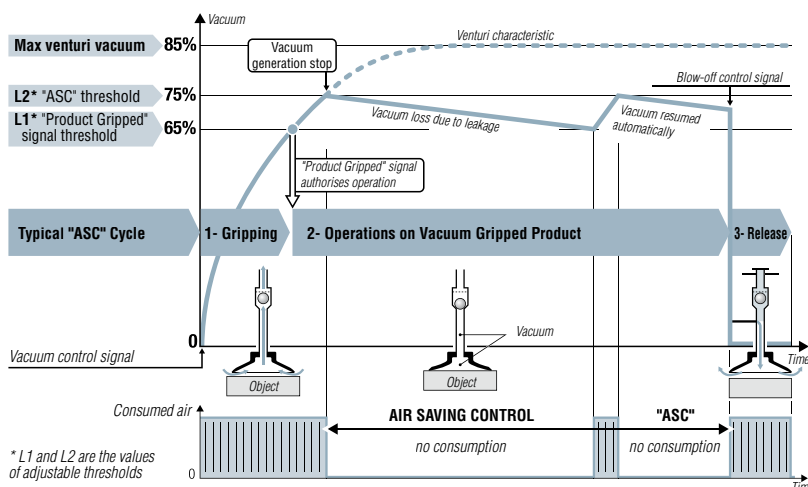 Vacuum
Max venturi vacuum 85%
Vacuum
generation stop
Venturi characteristic
Blow-off control signal
L2* "ASC" threshold 75%
L1* "Product Gripped"
signal threshold 65%
Vacuum loss due to leakage
Vacuum resumed
automatically
"Product Gripped" signal
authorises operation
Typical "ASC" Cycle
1- Gripping
2- Operations on Vacuum Gripped Product
3- Release
Vacuum
0
Time
Vacuum control signal
Object
Object
Consumed air
AIR SAVING CONTROL
"ASC"
no consumption
no consumption
* L1 and L2 are the values
of adjustable thresholds
0
Time